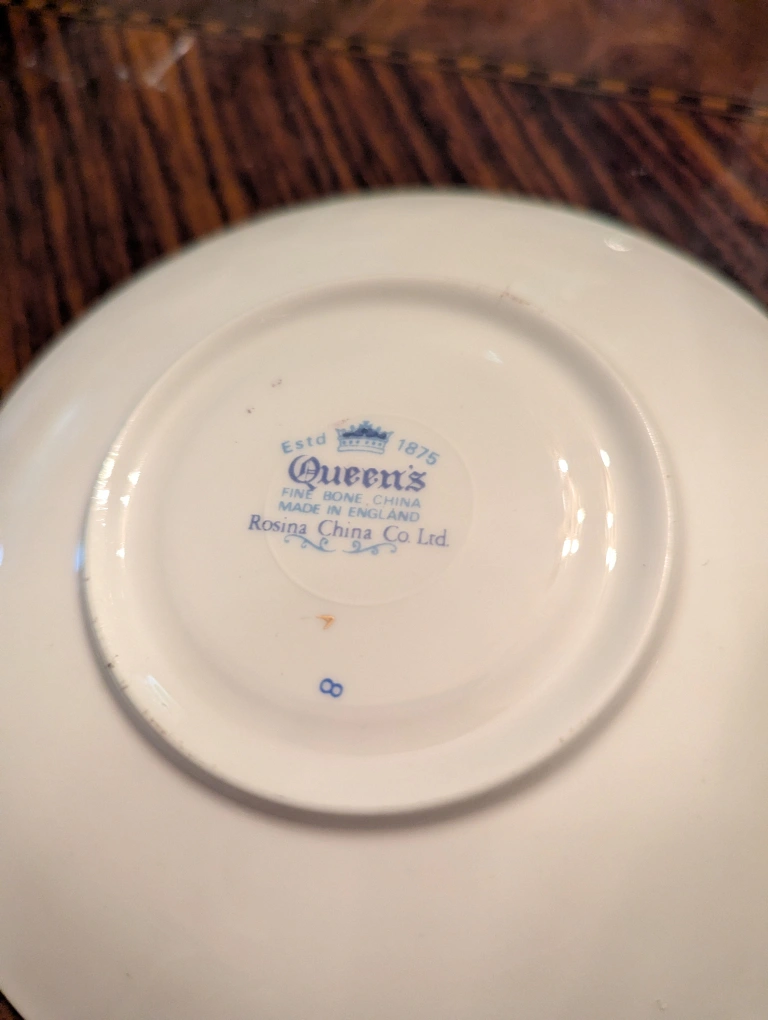 Estd 1875
Queen's
FINE BONE CHINA
MADE IN ENGLAND
Rosina China Co. Ltd.
8